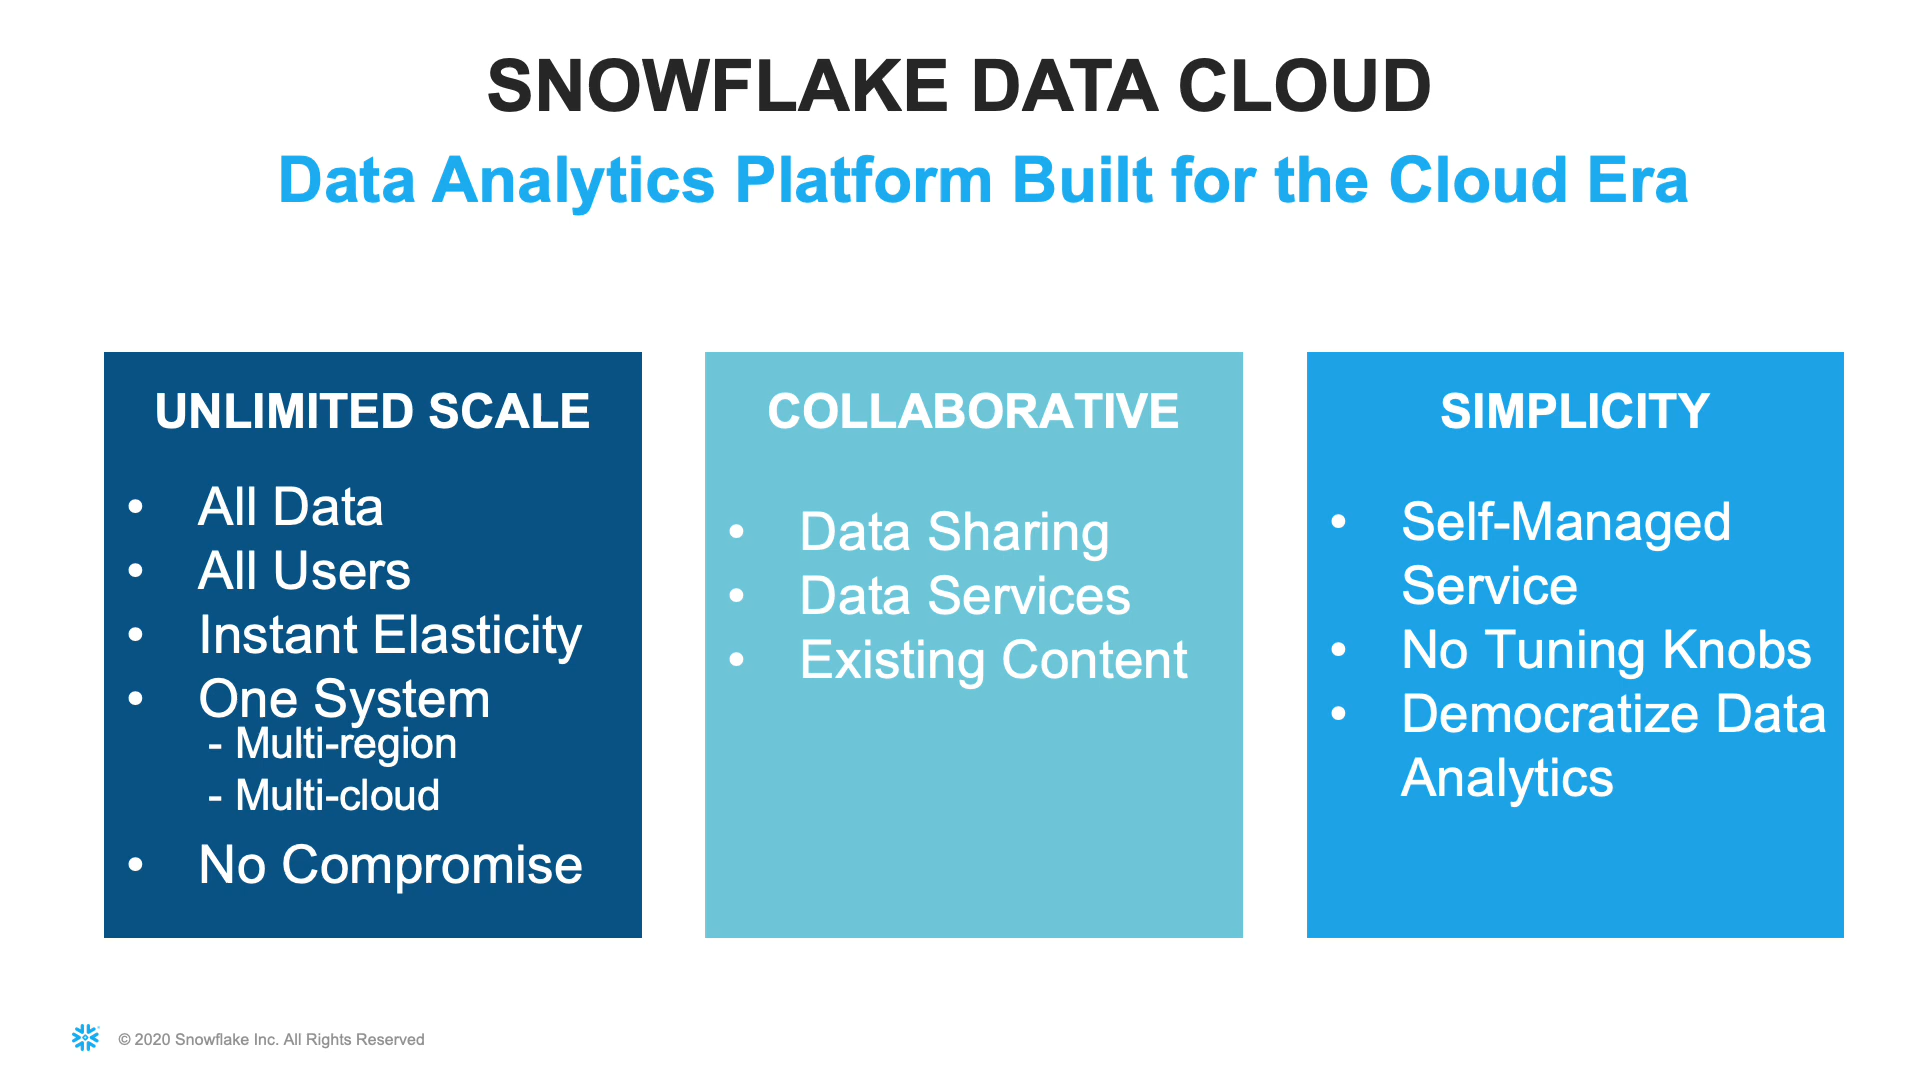 SNOWFLAKE DATA CLOUD
Data Analytics Platform Built for the Cloud Era
UNLIMITED SCALE
• All Data
• All Users
• Instant Elasticity
• One System
- Multi-region
- Multi-cloud
• No Compromise
COLLABORATIVE
• Data Sharing
• Data Services
• Existing Content
SIMPLICITY
• Self-Managed
Service
• No Tuning Knobs
• Democratize Data
Analytics
© 2020 Snowflake Inc. All Rights Reserved